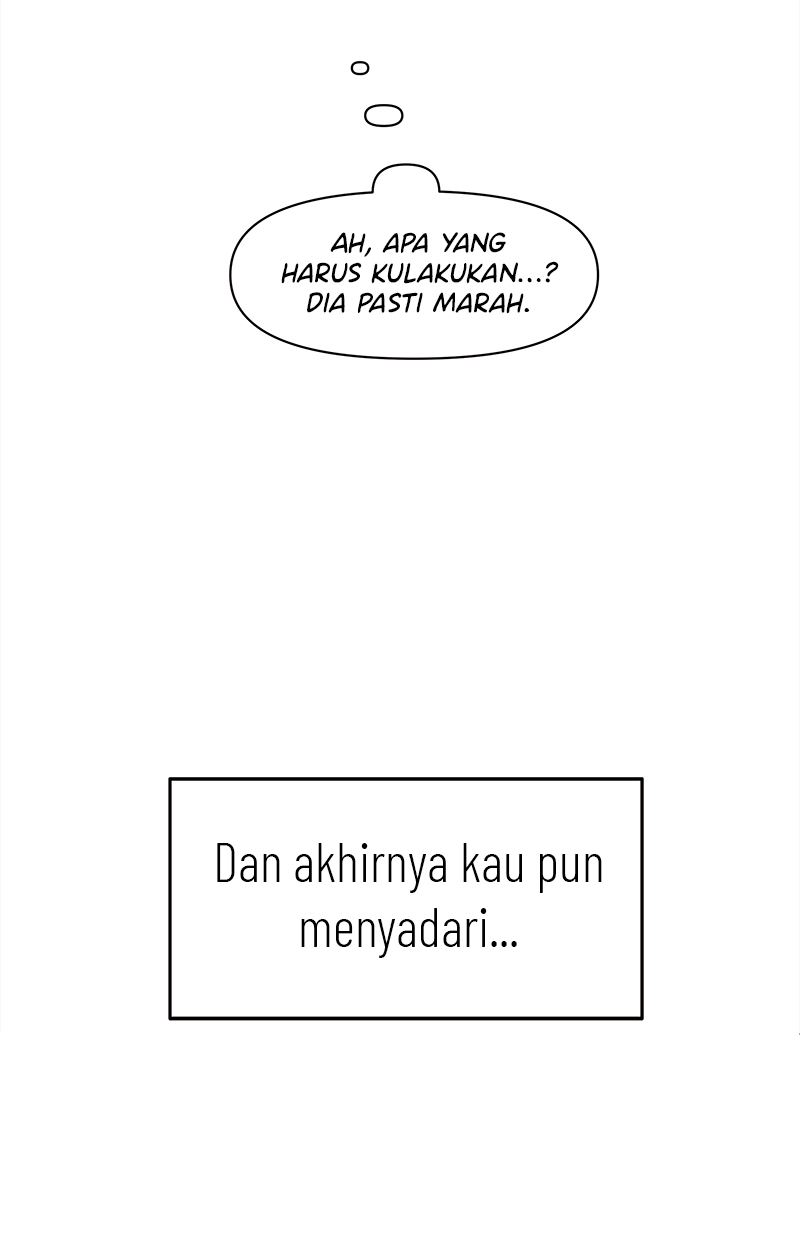 AH, APA YANG
HARUS KULAKUKAN...?
DIA PASTI MARAH.
Dan akhirnya kau pun
menyadari...